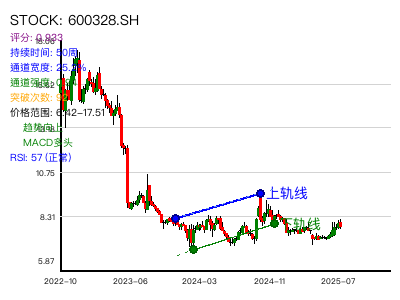 STOCK: 600328.SH
评分: 0.933
持续时间: 50周
通道宽度: 25.
通道强度:
突破次数:
价格范围: 6.42-17.51
趋势向上
MACD多头
RSI: 57 (正常)
上轨线
下轨线
10.75
8.31
5.87
2022-10
2023-06
2024-03
2024-11
2025-07